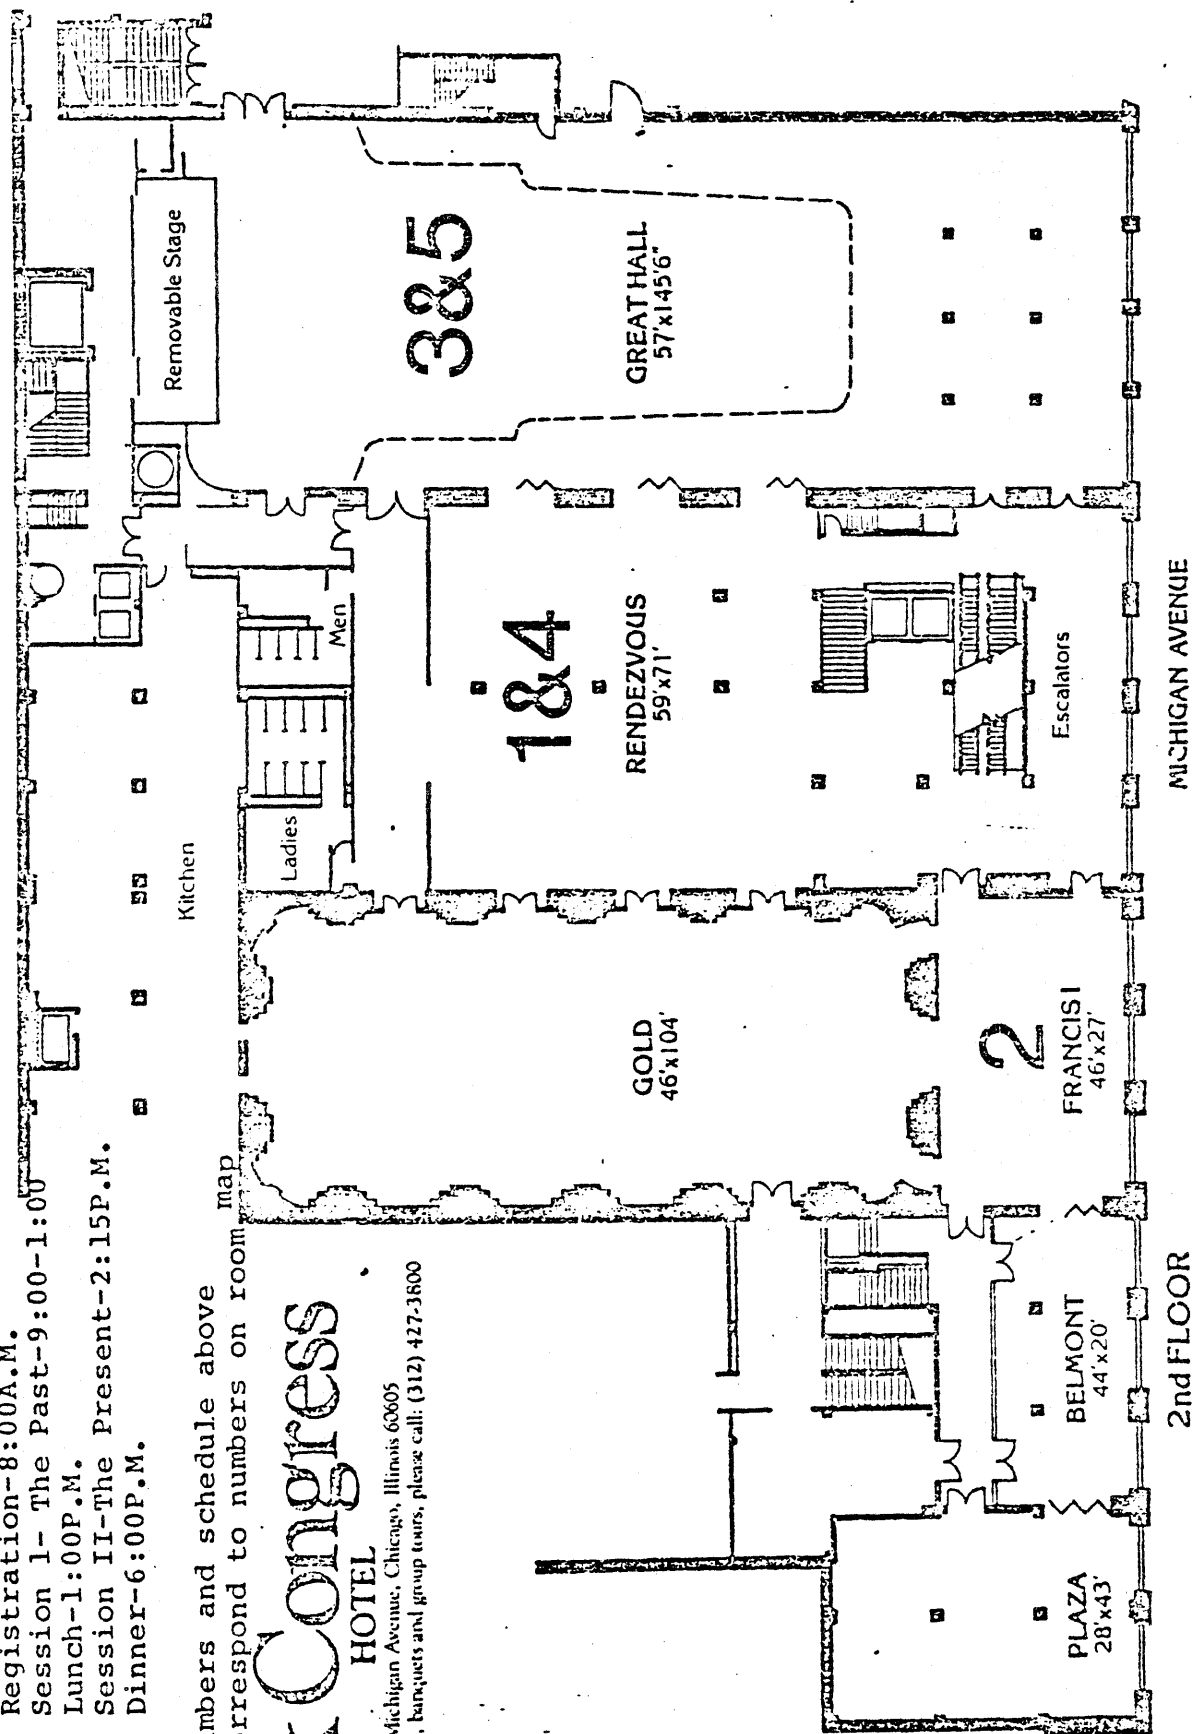 Registration-8:00A.M.
Session 1- The Past-9:00-1:00
Lunch-1:00P.M.
Session II-The Present-2:15P.M.
Dinner-6:00P.M.
and schedule above
to numbers on room map
Congress
HOTEL
Michigan Avenue, Chicago, Illinois 60605
, banquets and group tours, please call: (312) 427-3800
Removable Stage
3&5
GREAT HALL
57'x145'6"
Men
Ladies
Kitchen
1&4
RENDEZVOUS
59'x71'
Escalators
GOLD
46'x104'
2
FRANCIS I
46'x27'
BELMONT
44'x20'
PLAZA
28'x43'
2nd FLOOR
MICHIGAN AVENUE